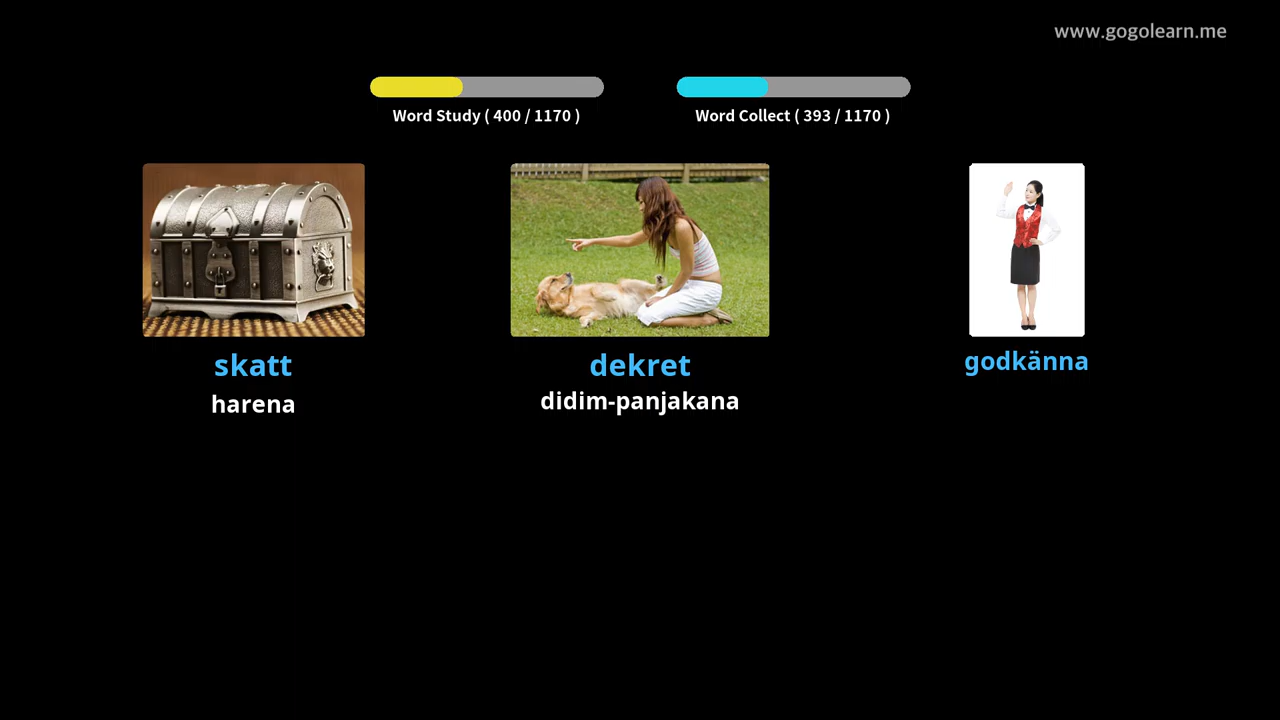 www.gogolearn.me
Word Study ( 400 / 1170 )
Word Collect ( 393 / 1170 )
skatt
harena
dekret
didim-panjakana
godkänna